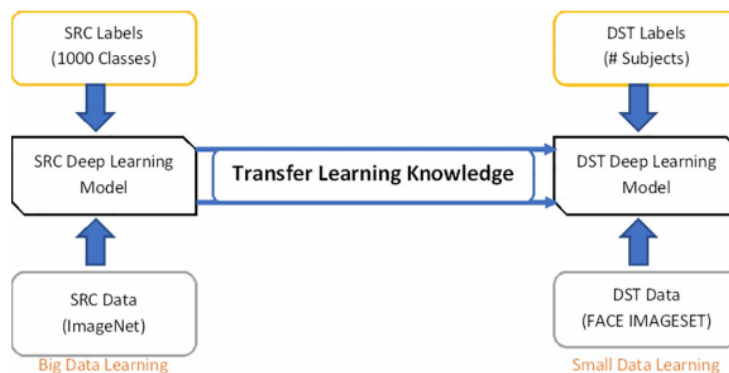 SRC Labels
(1000 Classes)
DST Labels
(# Subjects)
SRC Deep Learning
Model
Transfer Learning Knowledge
DST Deep Learning
Model
SRC Data
(ImageNet)
DST Data
(FACE IMAGESET)
Big Data Learning
Small Data Learning